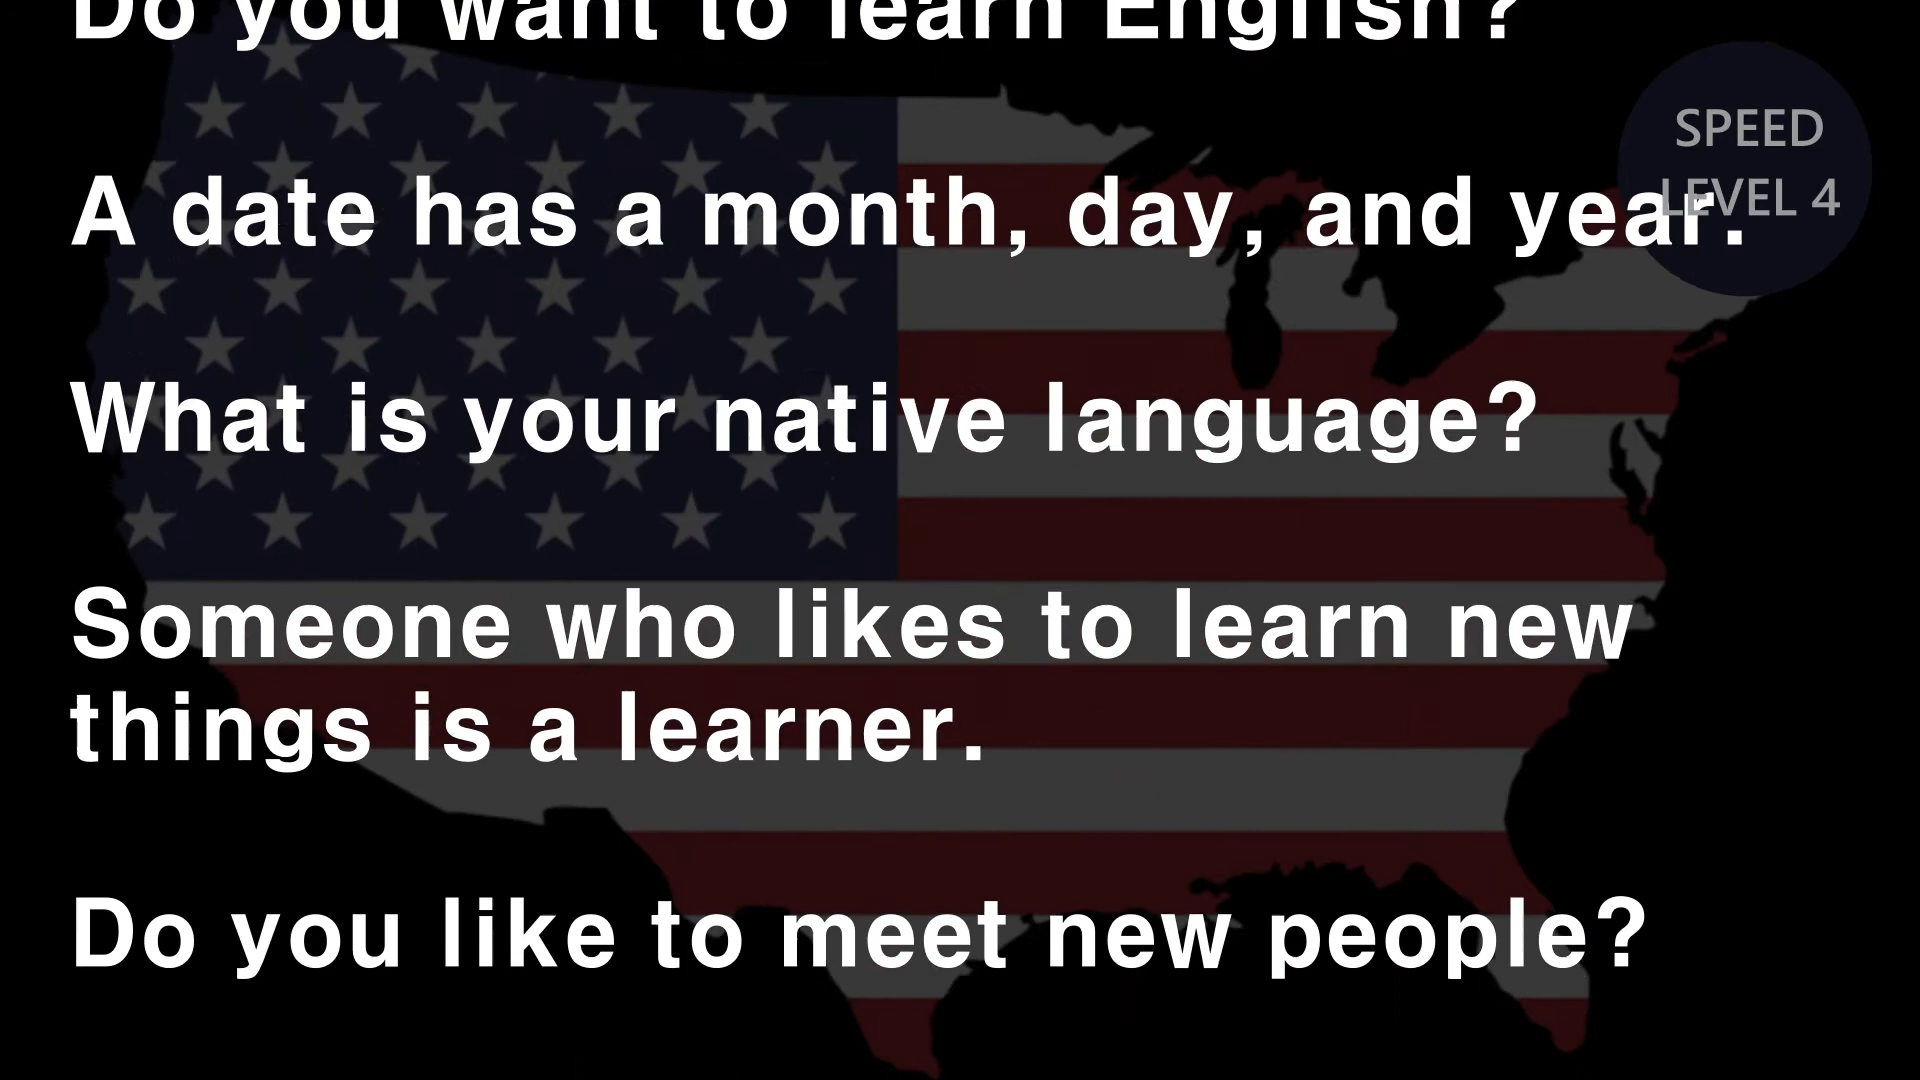 Do you want to learn English?
SPEED
LEVEL 4
A date has a month, day, and year.
What is your native language?
Someone who likes to learn new
things is a learner.
Do you like to meet new people?